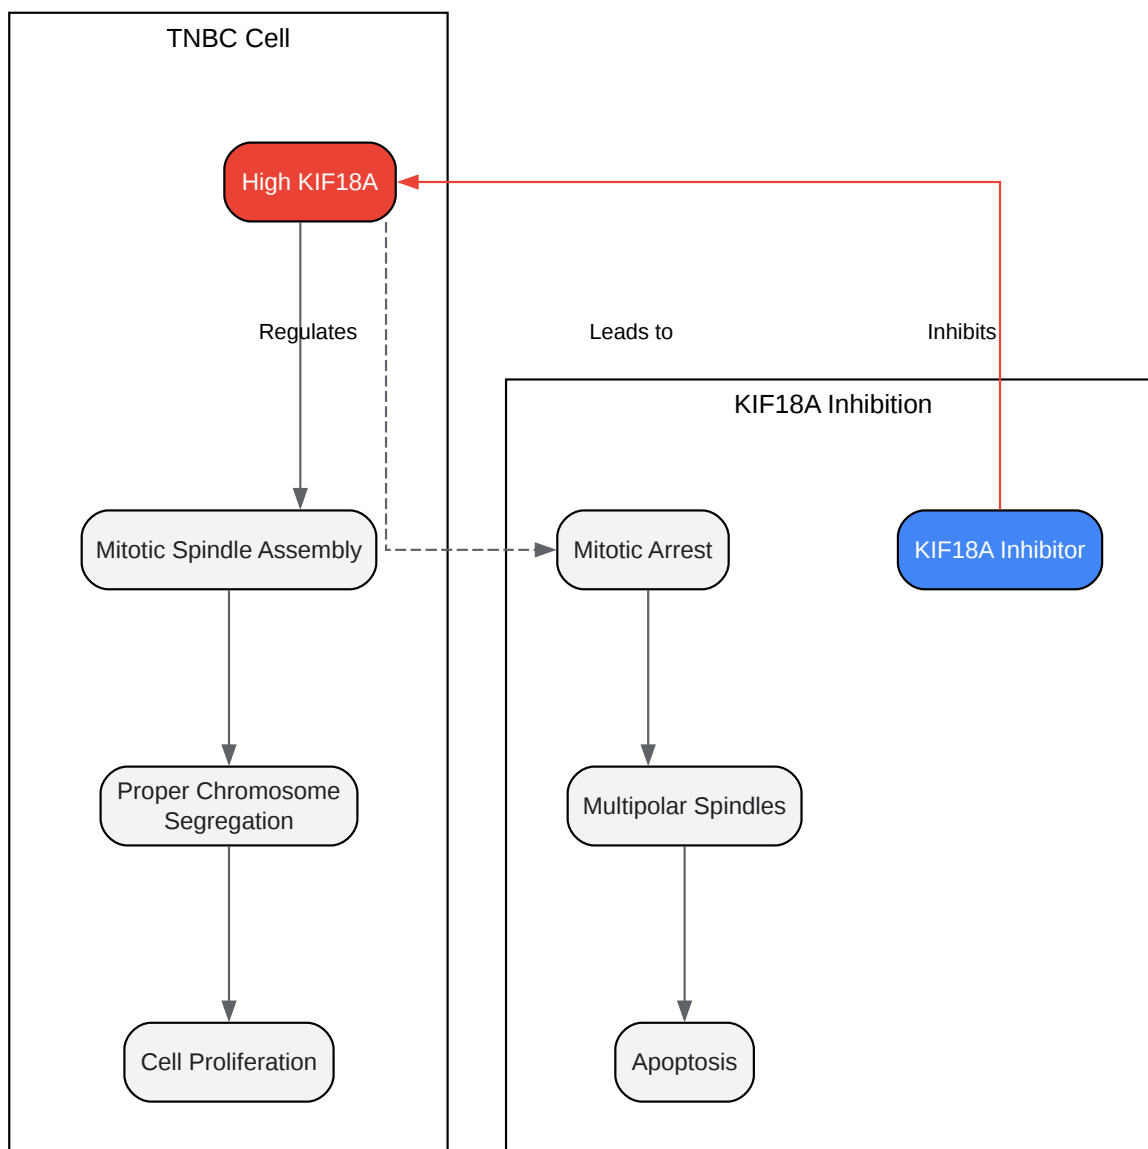 TNBC Cell
High KIF18A
Regulates
Leads to
Inhibits
KIF18A Inhibition
Mitotic Spindle Assembly
Mitotic Arrest
KIF18A Inhibitor
Proper Chromosome
Segregation
Multipolar Spindles
Cell Proliferation
Apoptosis